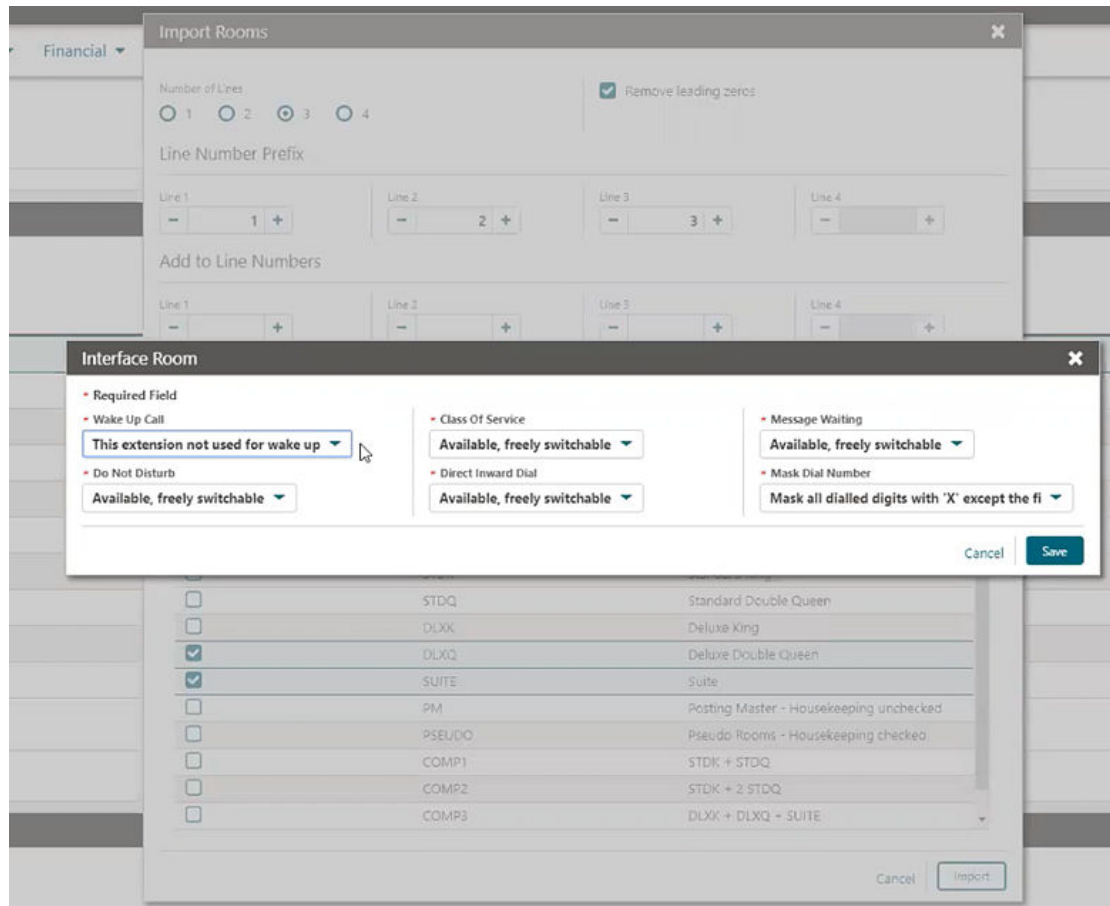 Import Rooms
Financial
Number of Lines
1 2 3 4
Remove leading zeros
Line Number Prefix
Line 1 Line 2 Line 3 Line 4
- 1 + - 2 + - 3 + - +
Add to Line Numbers
Line 1 Line 2 Line 3 Line 4
- + - + - + - +
Interface Room
* Required Field
* Wake Up Call * Class Of Service * Message Waiting
This extension not used for wake up Available, freely switchable Available, freely switchable
* Do Not Disturb * Direct Inward Dial * Mask Dial Number
Available, freely switchable Available, freely switchable Mask all dialled digits with 'X' except the fi
Cancel Save
STDQ Standard Double Queen
DLXK Deluxe King
DLXQ Deluxe Double Queen
SUITE Suite
PM Posting Master - Housekeeping unchecked
PSEUDO Pseudo Rooms - Housekeeping checked
COMP1 STDK + STDQ
COMP2 STDK + 2 STDQ
COMP3 DLXK + DLXQ + SUITE
Cancel Import